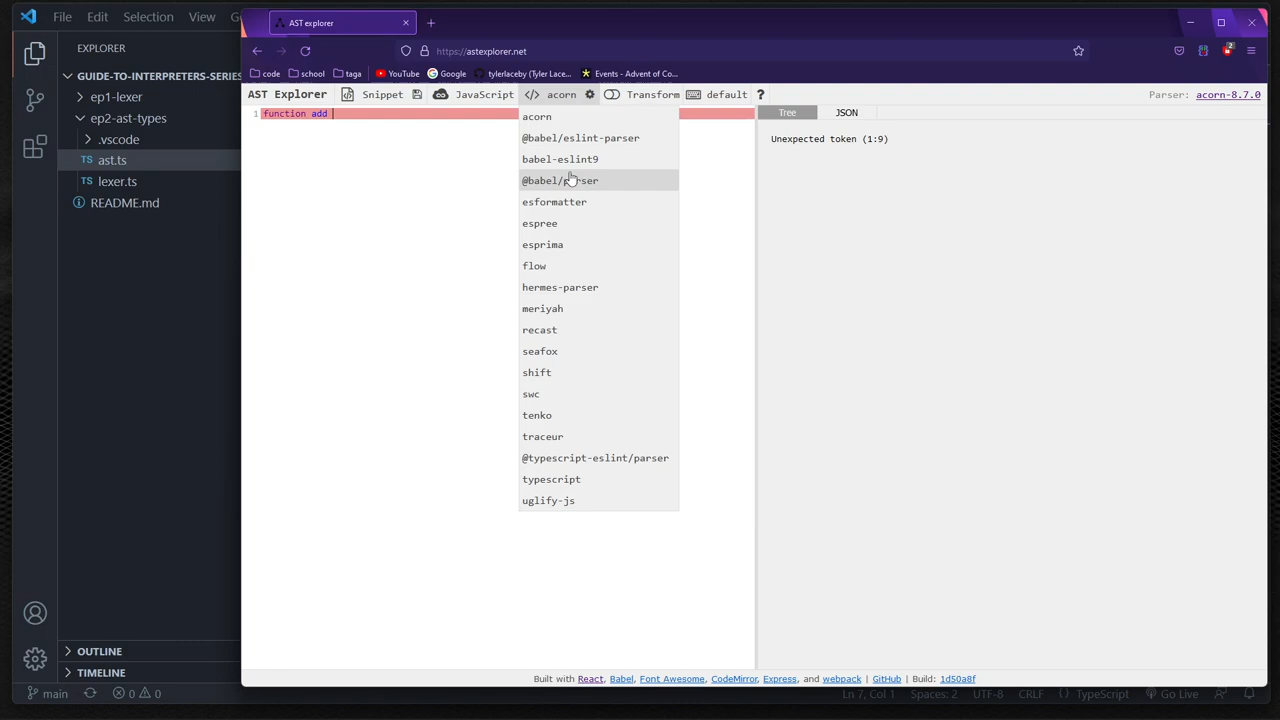 File Edit Selection View
EXPLORER
GUIDE-TO-INTERPRETERS-SERIES
ep1-lexer
ep2-ast-types
.vscode
TS ast.ts
TS lexer.ts
README.md
OUTLINE
TIMELINE
main 0 0
Ln 7, Col 1 Spaces: 2 UTF-8 CRLF TypeScript Go Live
AST explorer
https://astexplorer.net
2
code school taga YouTube Google tylerlaceby (Tyler Lace... Events - Advent of Co...
AST Explorer Snippet JavaScript </> acorn Transform default ? Parser: acorn-8.7.0
1 function add
acorn
@babel/eslint-parser
babel-eslint9
@babel/parser
esformatter
espree
esprima
flow
hermes-parser
meriyah
recast
seafox
shift
swc
tenko
traceur
@typescript-eslint/parser
typescript
uglify-js
Tree JSON
Unexpected token (1:9)
Built with React, Babel, Font Awesome, CodeMirror, Express, and webpack | GitHub | Build: 1d50a8f